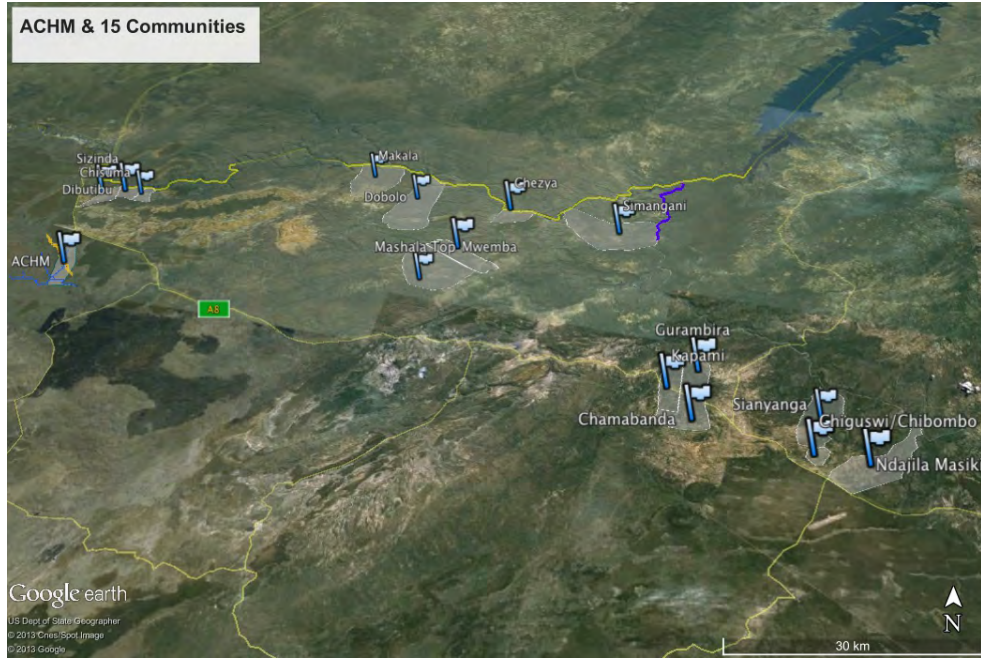 ACHM & 15 Communities
Sizinda
Chisuma
Dibutibu
Makala
Dobolo
Chezya
Simangani
Mashala Top Mwemba
ACHM
A8
Gurambira
Kapami
Chamabanda
Sianyanga
Chiguswi/Chibombo
Ndajila Masiki
Google earth
US Dept of State Geographer
© 2013 Cnes/Spot Image
© 2013 Google
N
30 km